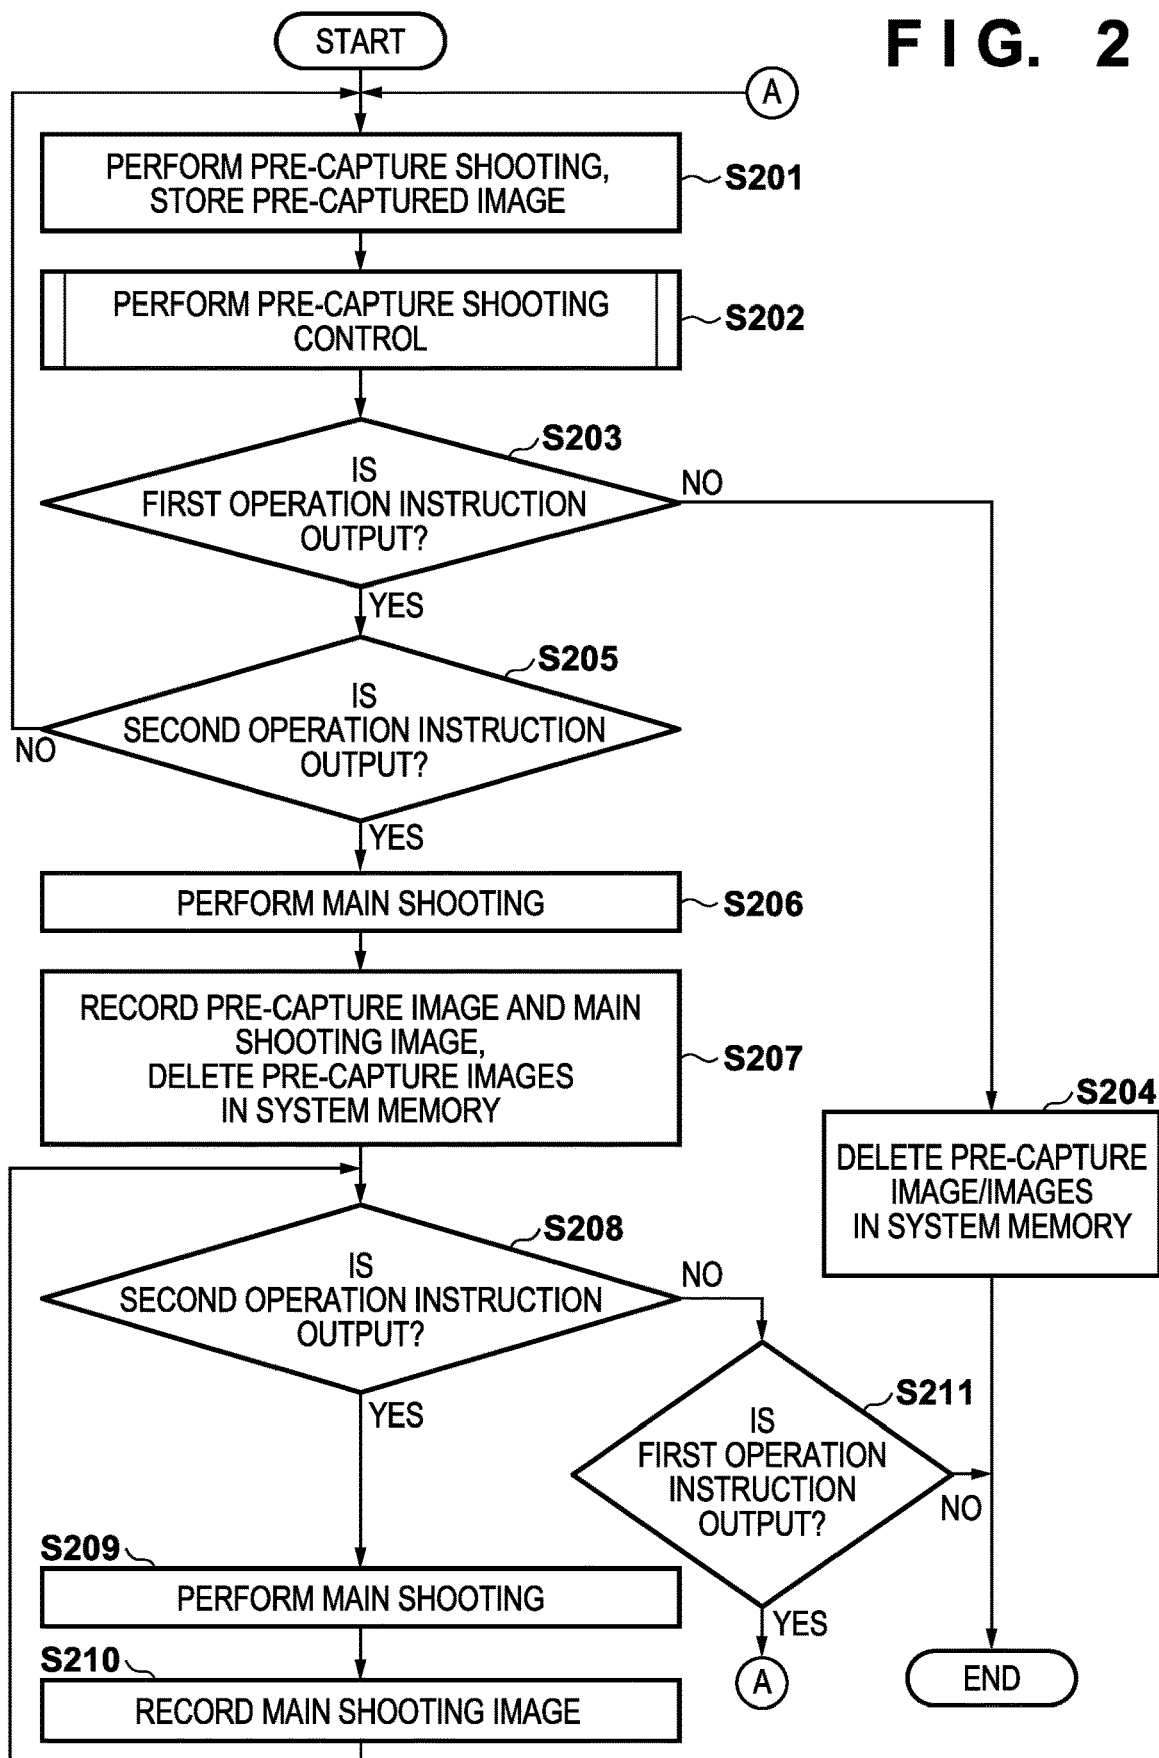 START
FIG. 2
A
PERFORM PRE-CAPTURE SHOOTING,
STORE PRE-CAPTURED IMAGE
S201
PERFORM PRE-CAPTURE SHOOTING
CONTROL
S202
S203
IS
FIRST OPERATION INSTRUCTION
OUTPUT?
NO
YES
S205
IS
SECOND OPERATION INSTRUCTION
OUTPUT?
NO
YES
PERFORM MAIN SHOOTING
S206
RECORD PRE-CAPTURE IMAGE AND MAIN
SHOOTING IMAGE,
DELETE PRE-CAPTURE IMAGES
IN SYSTEM MEMORY
S207
S204
DELETE PRE-CAPTURE
IMAGE/IMAGES
IN SYSTEM MEMORY
S208
IS
SECOND OPERATION INSTRUCTION
OUTPUT?
NO
YES
S211
IS
FIRST OPERATION
INSTRUCTION
OUTPUT?
NO
YES
S209
PERFORM MAIN SHOOTING
S210
RECORD MAIN SHOOTING IMAGE
A
END